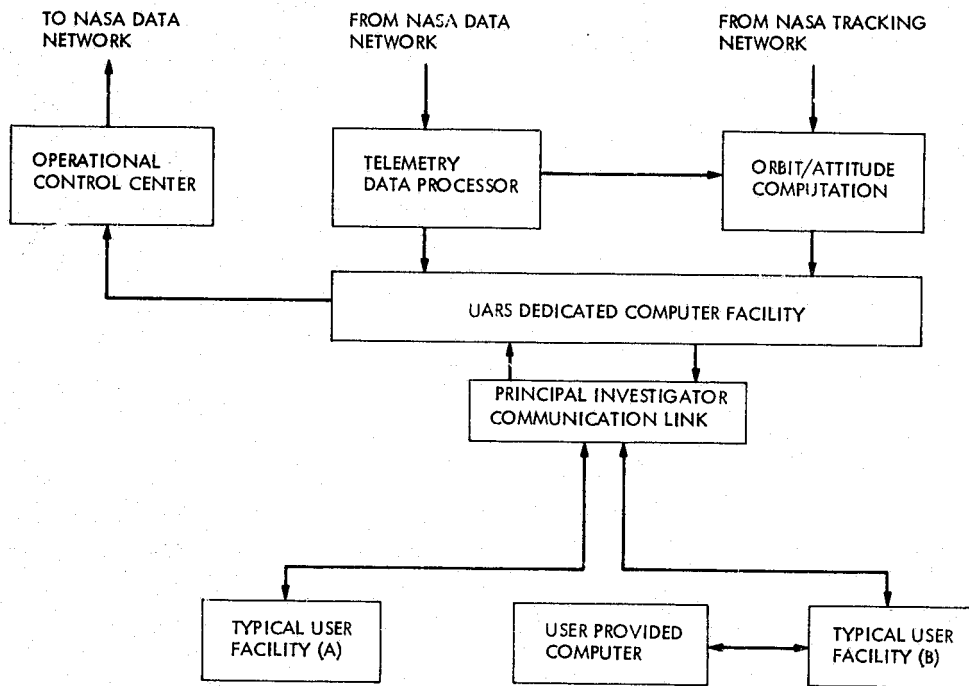 TO NASA DATA
NETWORK
FROM NASA DATA
NETWORK
FROM NASA TRACKING
NETWORK
OPERATIONAL
CONTROL CENTER
TELEMETRY
DATA PROCESSOR
ORBIT/ATTITUDE
COMPUTATION
UARS DEDICATED COMPUTER FACILITY
PRINCIPAL INVESTIGATOR
COMMUNICATION LINK
TYPICAL USER
FACILITY (A)
USER PROVIDED
COMPUTER
TYPICAL USER
FACILITY (B)